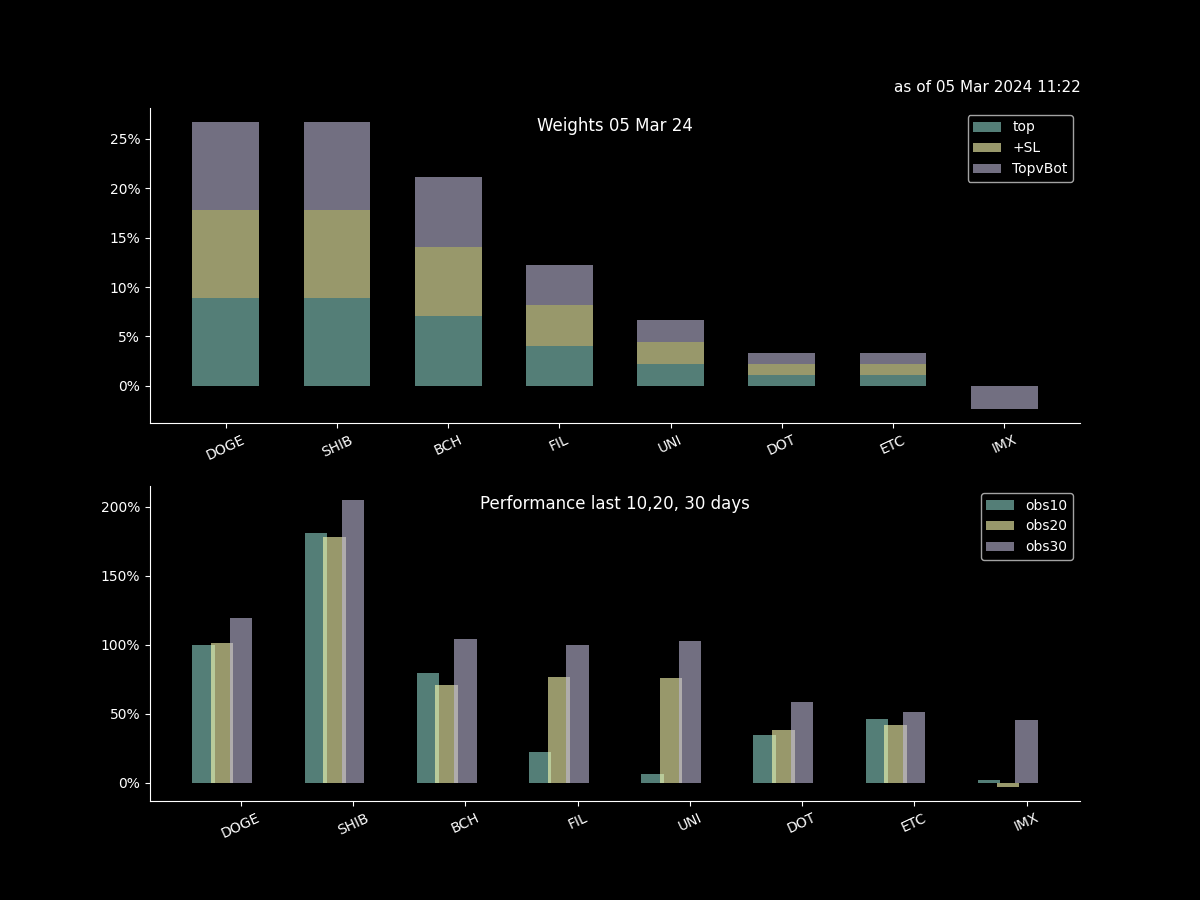 as of 05 Mar 2024 11:22
Weights 05 Mar 24
top
+SL
TopvBot
25%
20%
15%
10%
5%
0%
DOGE SHIB BCH FIL UNI DOT ETC IMX
Performance last 10,20, 30 days
obs10
obs20
obs30
200%
150%
100%
50%
0%
DOGE SHIB BCH FIL UNI DOT ETC IMX